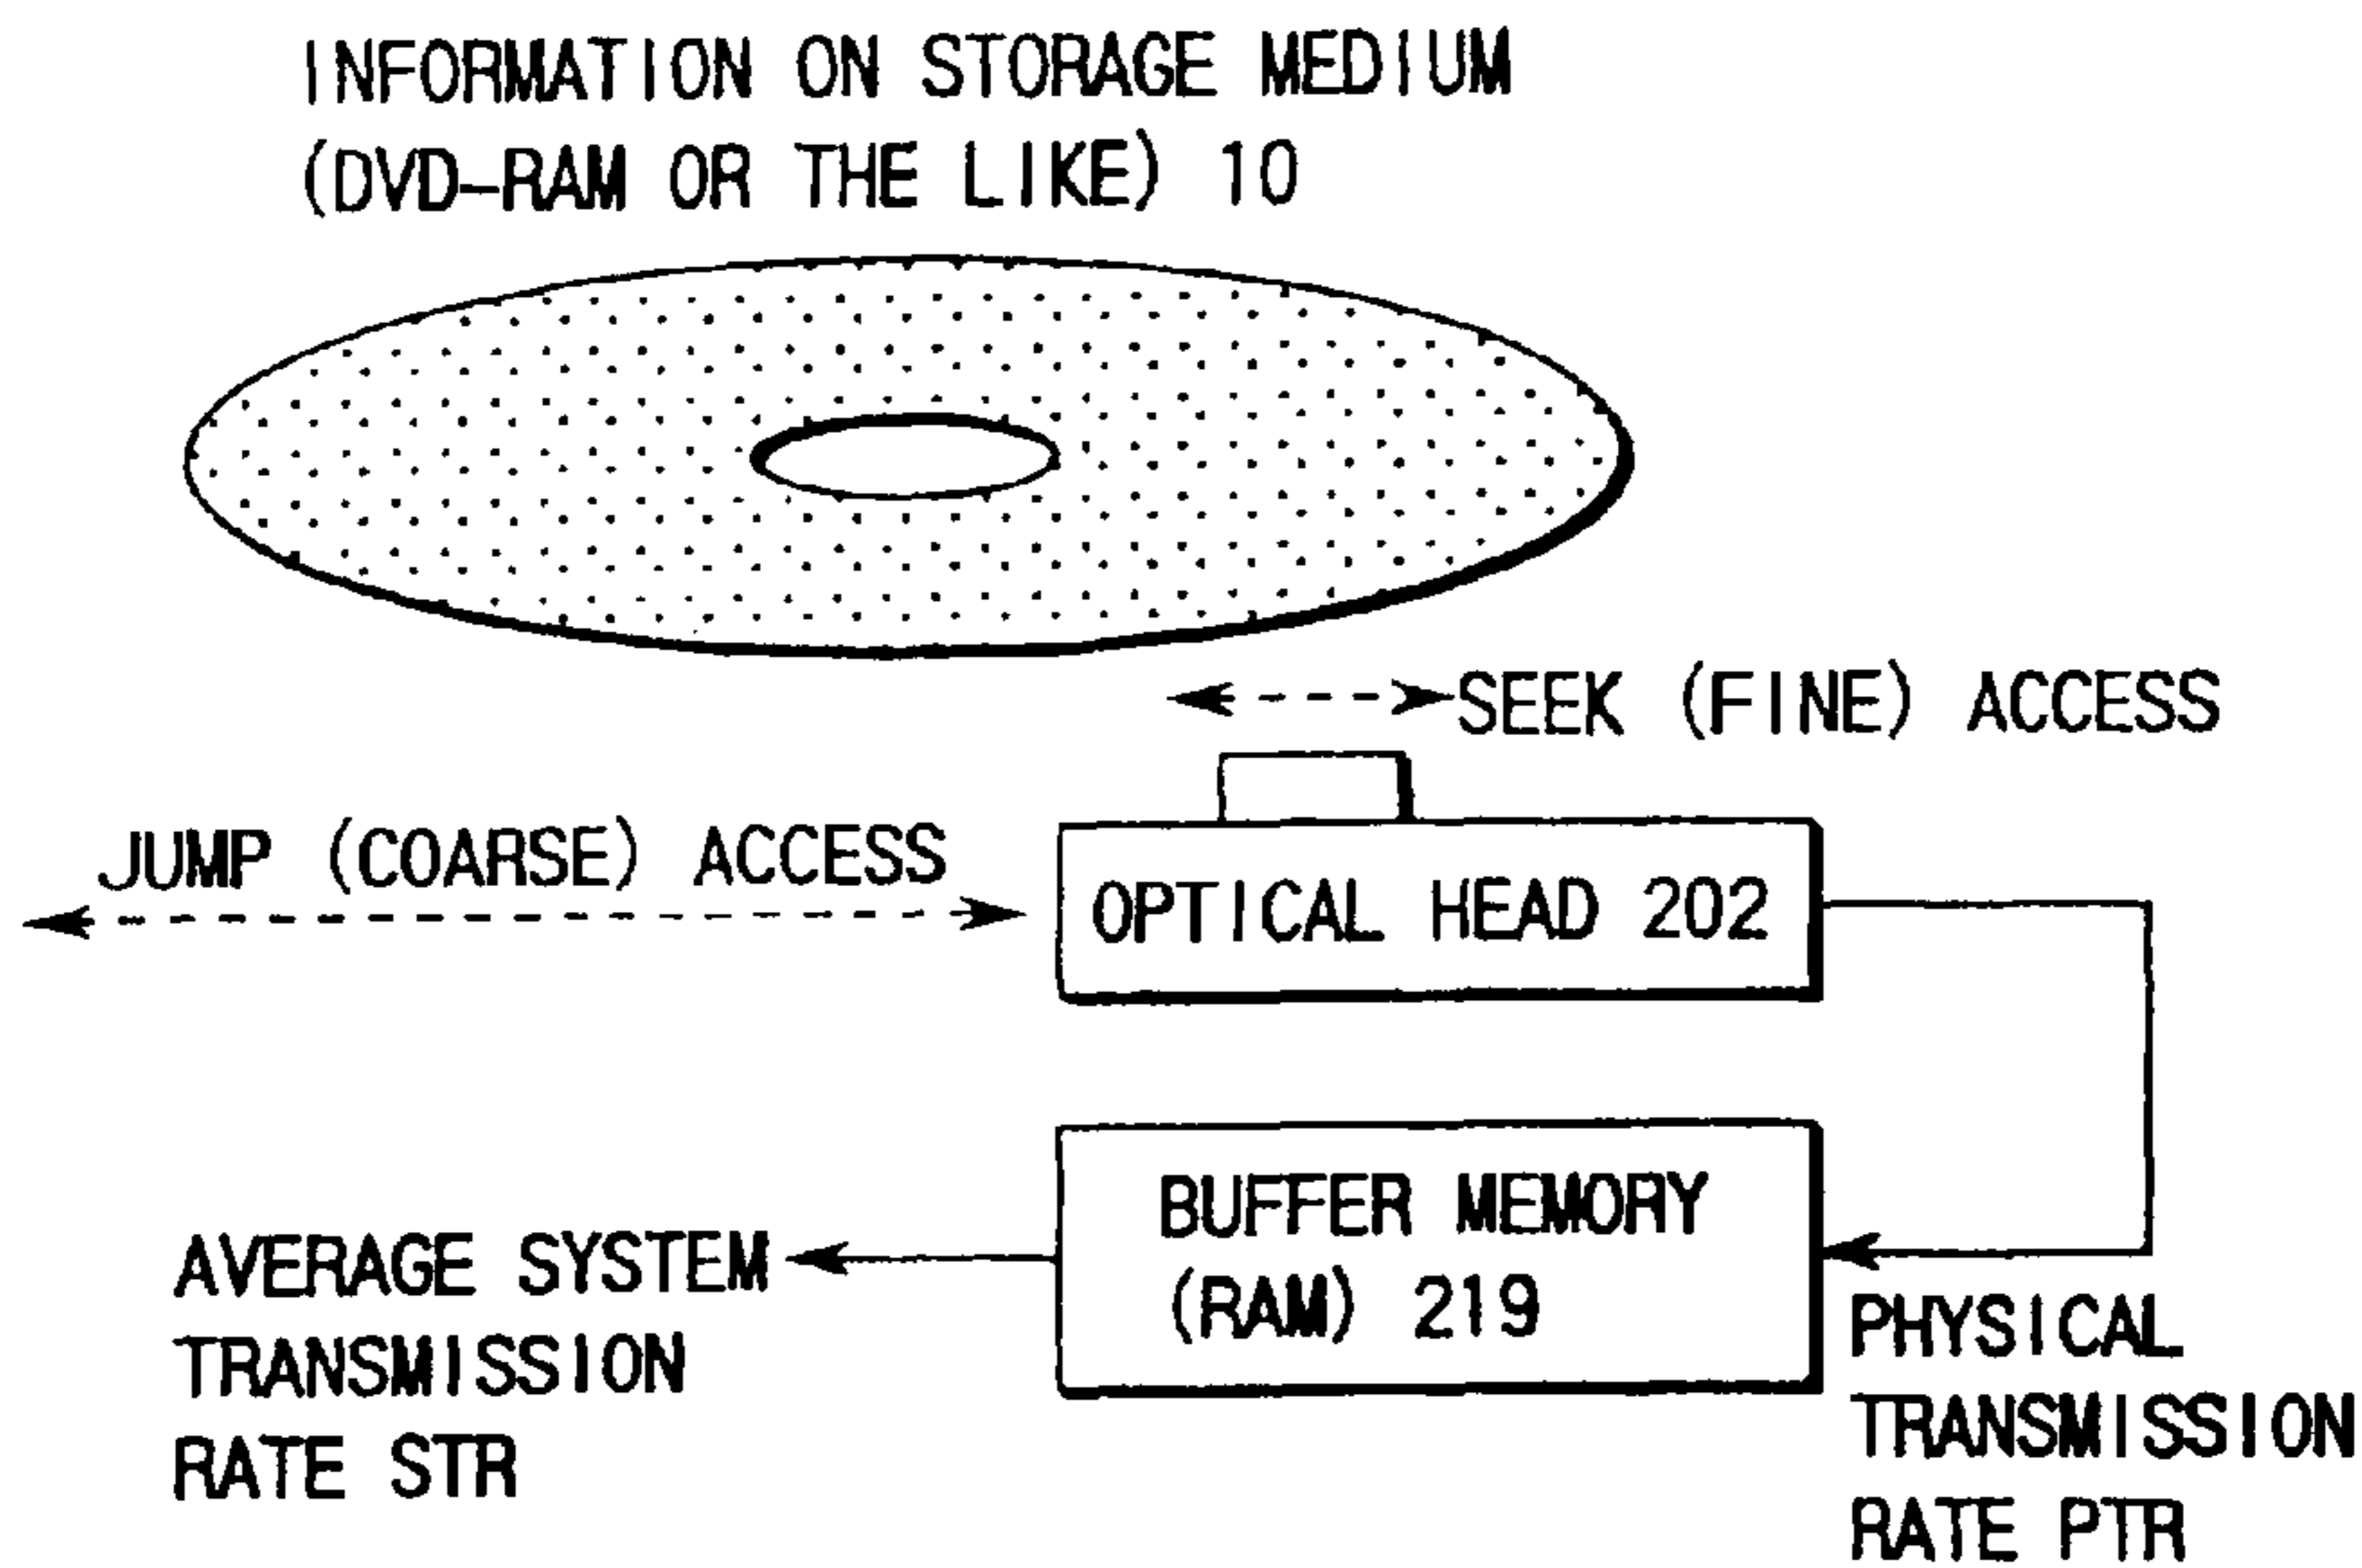 INFORMATION ON STORAGE MEDIUM
(DVD-RAM OR THE LIKE) 10
SEEK (FINE) ACCESS
JUMP (COARSE) ACCESS
OPTICAL HEAD 202
BUFFER MEMORY
(RAM) 219
AVERAGE SYSTEM
TRANSMISSION
RATE STR
PHYSICAL
TRANSMISSION
RATE PTR